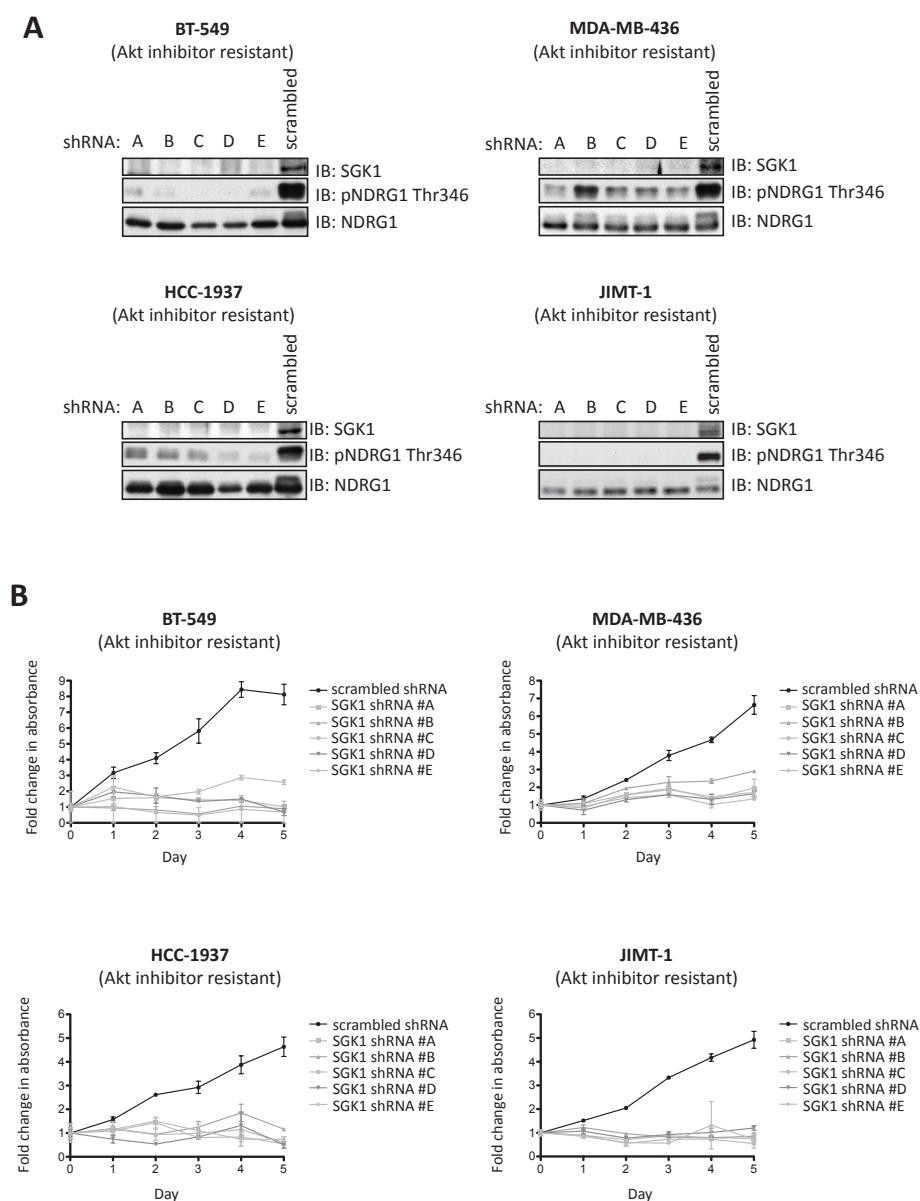 A
BT-549
(Akt inhibitor resistant)
scrambled
shRNA: A B C D E
IB: SGK1
IB: pNDRG1 Thr346
IB: NDRG1
MDA-MB-436
(Akt inhibitor resistant)
scrambled
shRNA: A B C D E
IB: SGK1
IB: pNDRG1 Thr346
IB: NDRG1
HCC-1937
(Akt inhibitor resistant)
scrambled
shRNA: A B C D E
IB: SGK1
IB: pNDRG1 Thr346
IB: NDRG1
JIMT-1
(Akt inhibitor resistant)
scrambled
shRNA: A B C D E
IB: SGK1
IB: pNDRG1 Thr346
IB: NDRG1
B
BT-549
(Akt inhibitor resistant)
Fold change in absorbance
9
8
7
6
5
4
3
2
1
0
0 1 2 3 4 5
Day
scrambled shRNA
SGK1 shRNA #A
SGK1 shRNA #B
SGK1 shRNA #C
SGK1 shRNA #D
SGK1 shRNA #E
MDA-MB-436
(Akt inhibitor resistant)
Fold change in absorbance
8
7
6
5
4
3
2
1
0
0 1 2 3 4 5
Day
scrambled shRNA
SGK1 shRNA #A
SGK1 shRNA #B
SGK1 shRNA #C
SGK1 shRNA #D
SGK1 shRNA #E
HCC-1937
(Akt inhibitor resistant)
Fold change in absorbance
6
5
4
3
2
1
0
0 1 2 3 4 5
Day
scrambled shRNA
SGK1 shRNA #A
SGK1 shRNA #B
SGK1 shRNA #C
SGK1 shRNA #D
SGK1 shRNA #E
JIMT-1
(Akt inhibitor resistant)
Fold change in absorbance
6
5
4
3
2
1
0
0 1 2 3 4 5
Day
scrambled shRNA
SGK1 shRNA #A
SGK1 shRNA #B
SGK1 shRNA #C
SGK1 shRNA #D
SGK1 shRNA #E